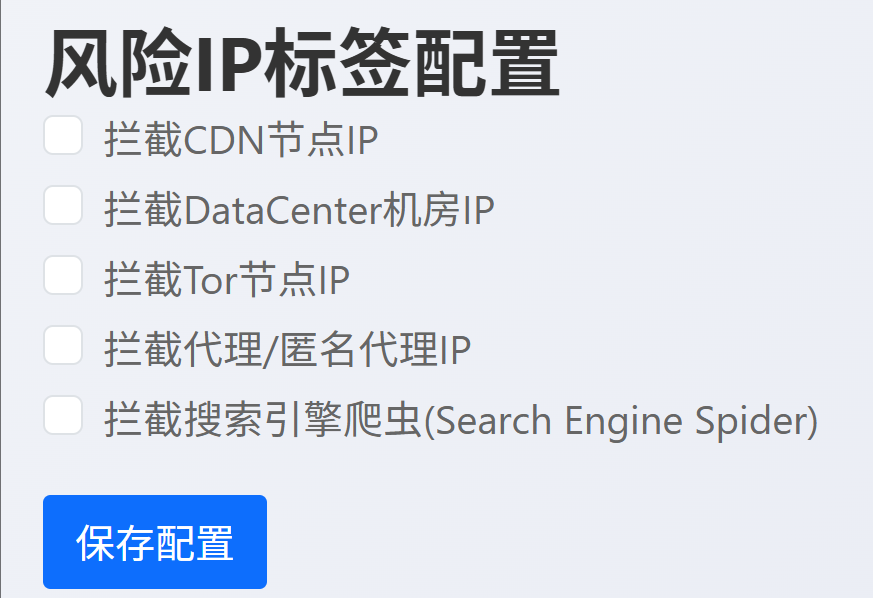 风险IP标签配置
拦截CDN节点IP
拦截DataCenter机房IP
拦截Tor节点IP
拦截代理/匿名代理IP
拦截搜索引擎爬虫(Search Engine Spider)
保存配置